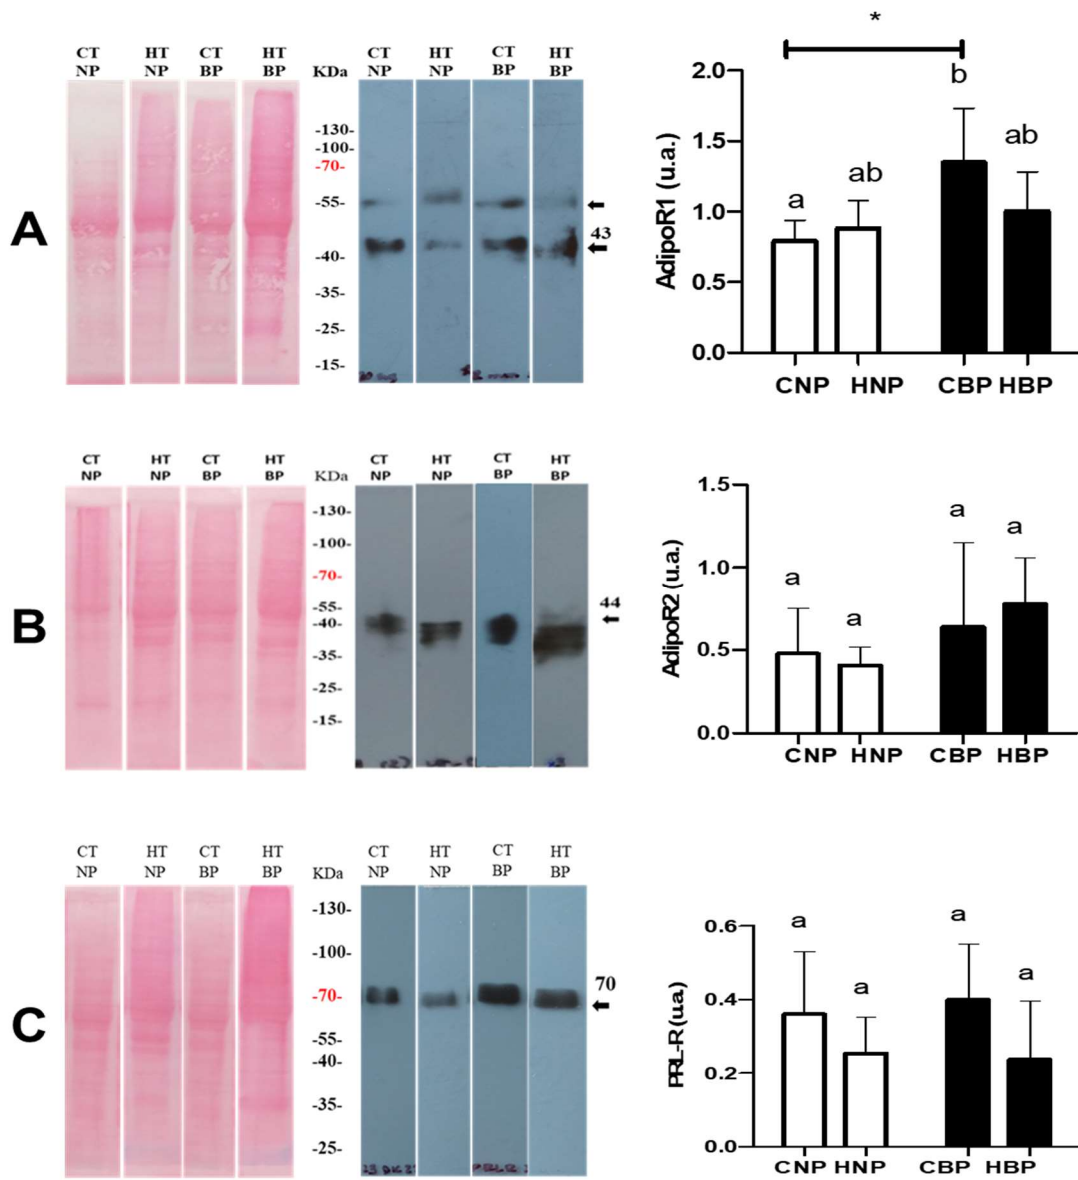 CT HT CT HT
NP NP BP BP
KDa
CT HT CT HT
NP NP BP BP
-130-
-100-
-70-
-55-
-40-
-35-
-25-
-15-
43
A
*
AdipoR1 (u.a.)
2.0
1.5
1.0
0.5
0.0
a ab b ab
CNP HNP CBP HBP
CT HT CT HT
NP NP BP BP
KDa
CT HT CT HT
NP NP BP BP
-130-
-100-
-70-
-55-
-40-
-35-
-25-
-15-
44
B
AdipoR2 (u.a.)
1.5
1.0
0.5
0.0
a a a a
CNP HNP CBP HBP
CT HT CT HT
NP NP BP BP
KDa
CT HT CT HT
NP NP BP BP
-130-
-100-
-70-
-55-
-40-
-35-
-25-
70
C
PRL-R (u.a.)
0.6
0.4
0.2
0.0
a a a a
CNP HNP CBP HBP